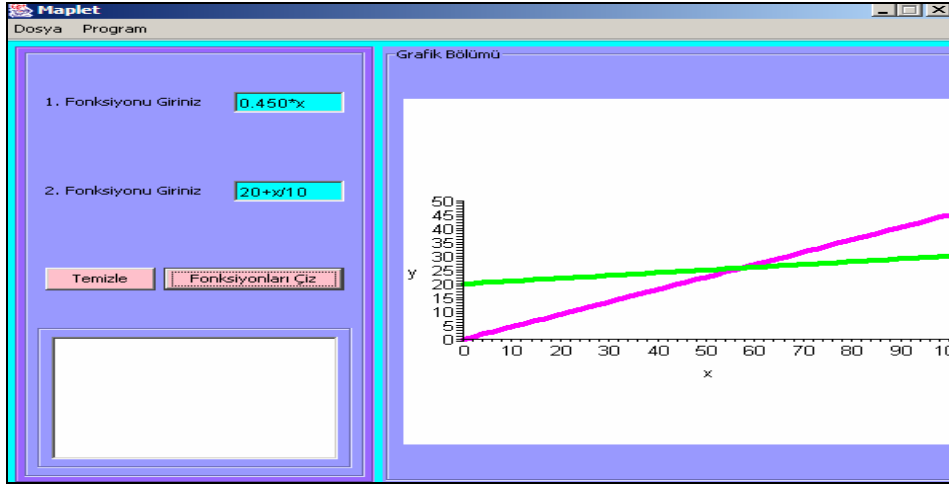 Maplet
Dosya Program
1. Fonksiyonu Giriniz 0.450*x
2. Fonksiyonu Giriniz 20+x/10
Temizle Fonksiyonları Çiz
Grafik Bölümü
50
45
40
35
30
25
20
15
10
5
0
y
0 10 20 30 40 50 60 70 80 90
x